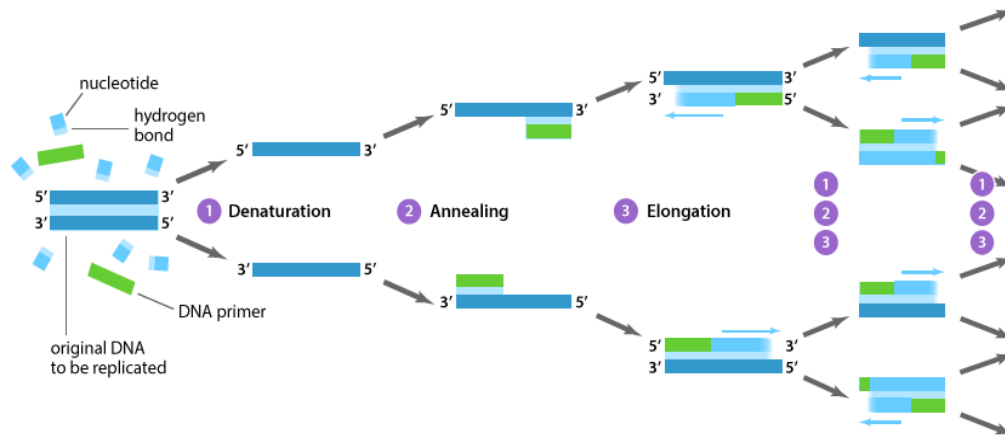 nucleotide
hydrogen
bond
5’ 3’
3’ 5’
DNA primer
original DNA
to be replicated
5’ 3’
1 Denaturation
3’ 5’
5’ 3’
2 Annealing
3’ 5’
5’ 3’
3’ 5’
3 Elongation
5’ 3’
3’ 5’
1
2
3
1
2
3